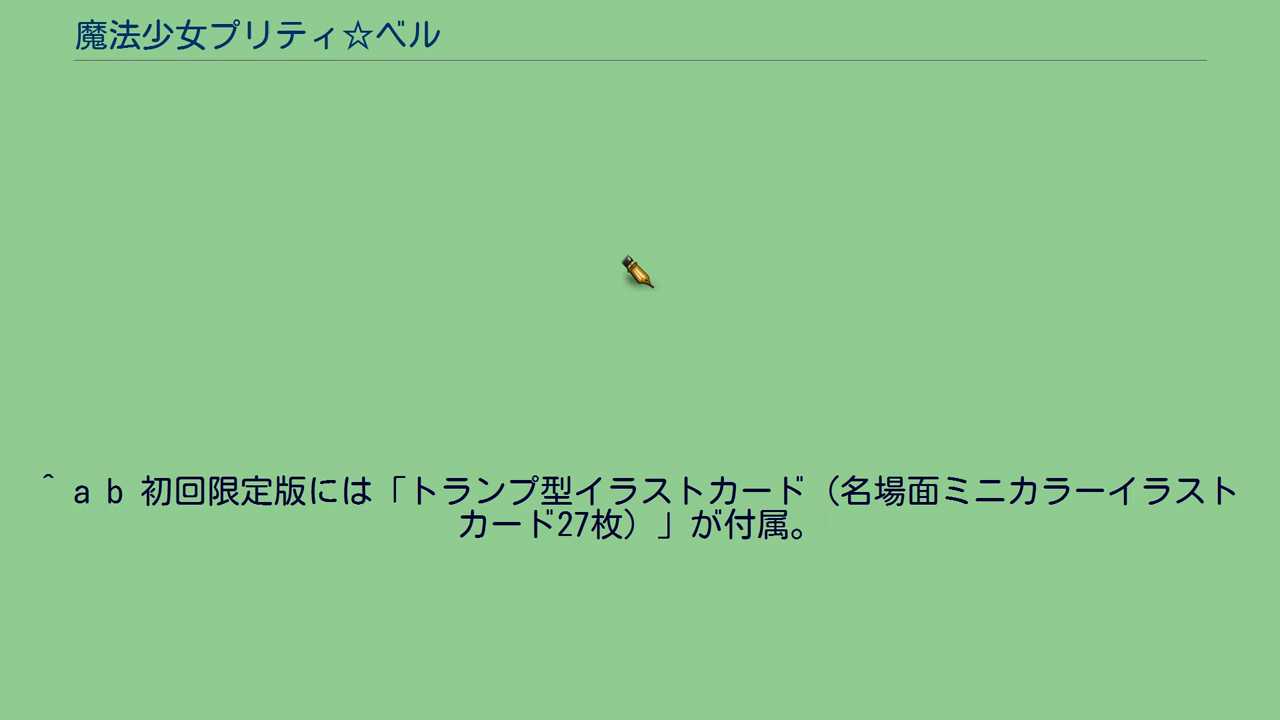 魔法少女プリティ☆ベル
^ a b 初回限定版には「トランプ型イラストカード（名場面ミニカラーイラスト
カード27枚）」が付属。